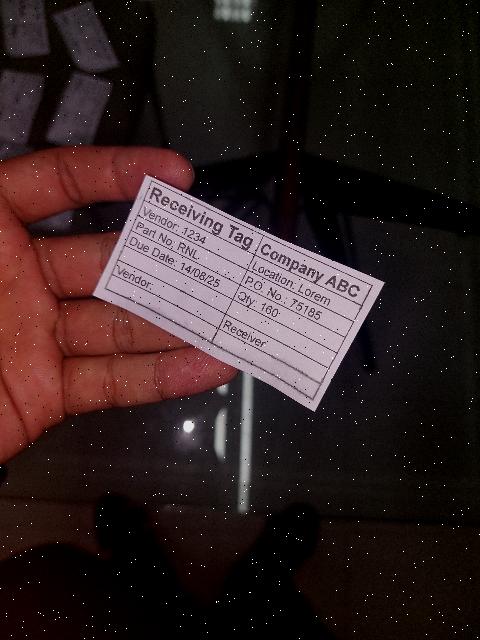 Receiving Tag Company ABC
Vendor: 1234 Location: Lorem
Part No. RNL P.O. No.: 75185
Due Date: 14/08/25 Qty: 160
Vendor: Receiver